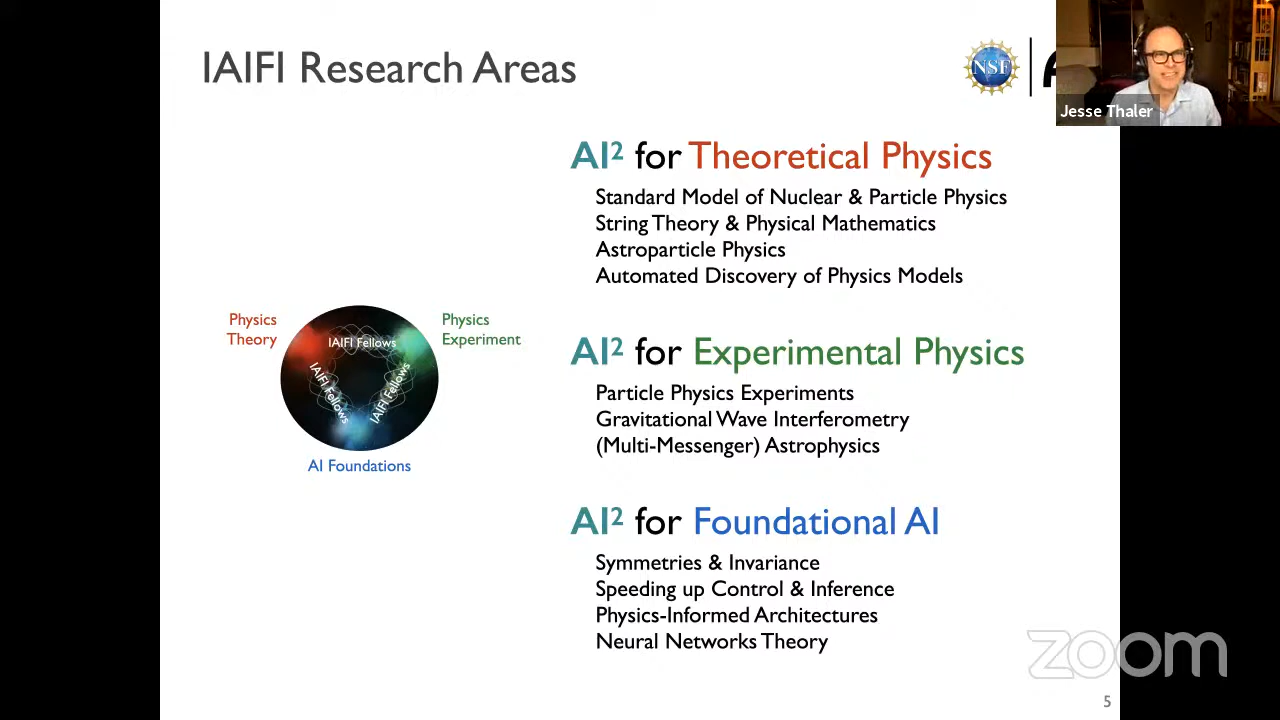 IAIFI Research Areas
NSF
Jesse Thaler
AI² for Theoretical Physics
Standard Model of Nuclear & Particle Physics
String Theory & Physical Mathematics
Astroparticle Physics
Automated Discovery of Physics Models
Physics
Theory
Physics
Experiment
IAIFI Fellows
IAIFI Fellows
IAIFI Fellows
AI Foundations
AI² for Experimental Physics
Particle Physics Experiments
Gravitational Wave Interferometry
(Multi-Messenger) Astrophysics
AI² for Foundational AI
Symmetries & Invariance
Speeding up Control & Inference
Physics-Informed Architectures
Neural Networks Theory
zoom
5